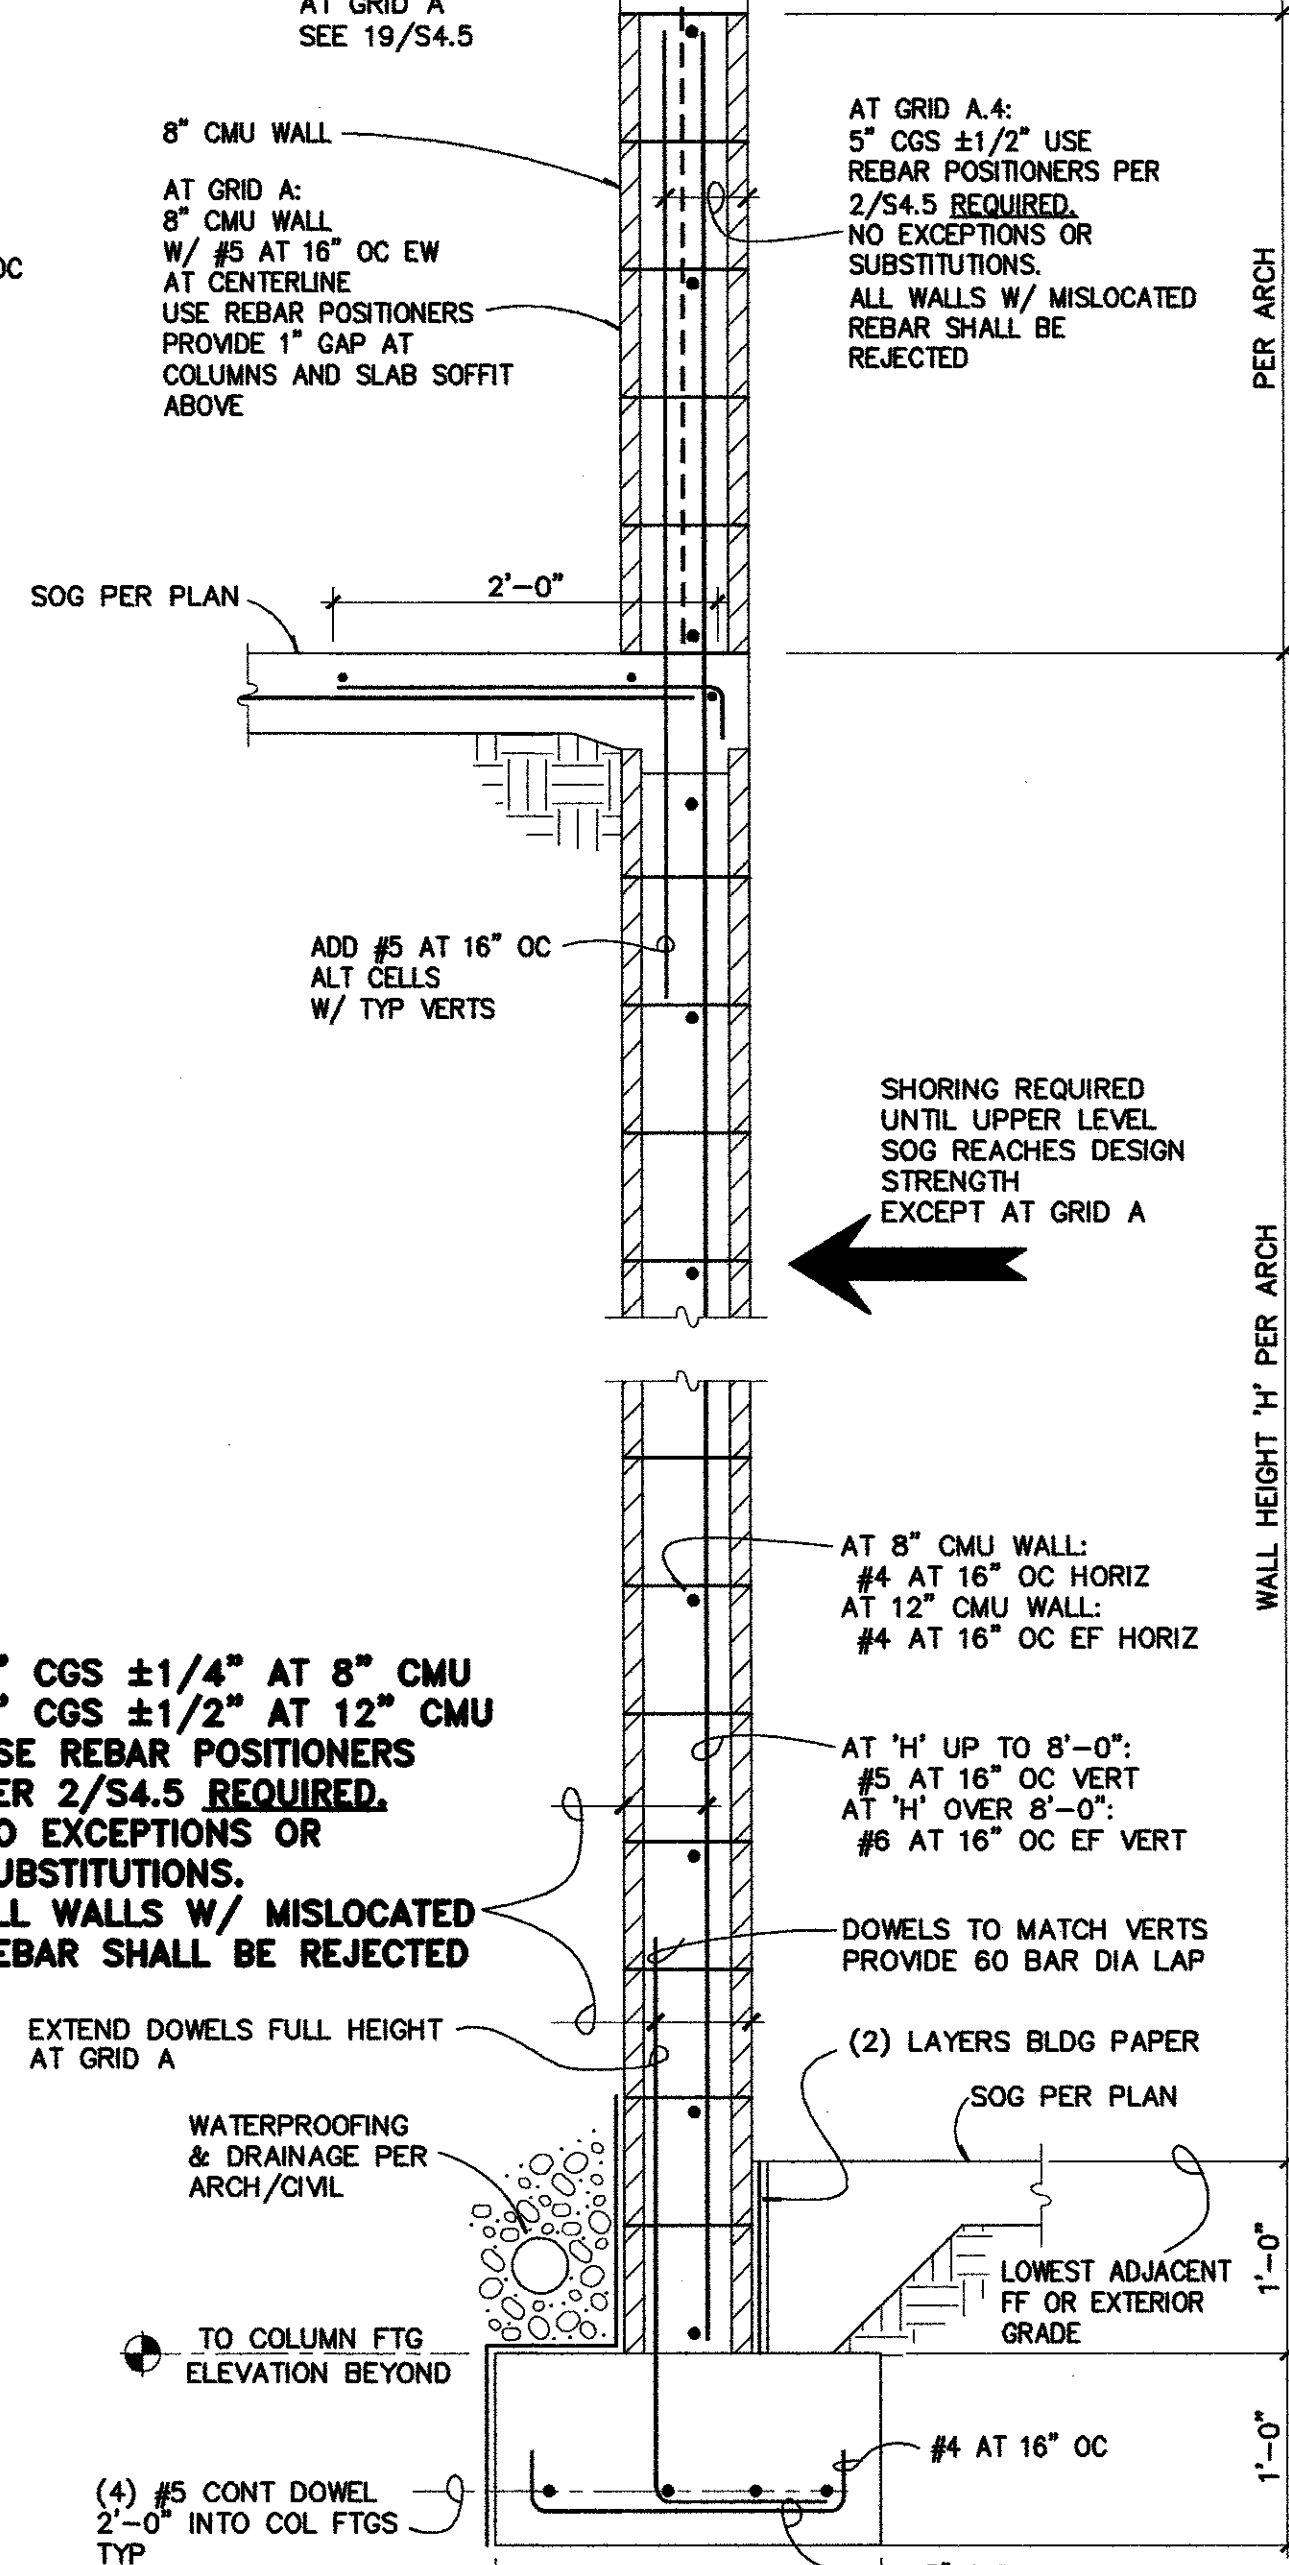 AT GRID A
SEE 19/S4.5
8" CMU WALL
AT GRID A:
8" CMU WALL
W/ #5 AT 16" OC EW
AT CENTERLINE
USE REBAR POSITIONERS
PROVIDE 1" GAP AT
COLUMNS AND SLAB SOFFIT
ABOVE
OC
AT GRID A.4:
5" CGS ±1/2" USE
REBAR POSITIONERS PER
2/S4.5 REQUIRED.
NO EXCEPTIONS OR
SUBSTITUTIONS.
ALL WALLS W/ MISLOCATED
REBAR SHALL BE
REJECTED
PER ARCH
SOG PER PLAN
2'-0"
ADD #5 AT 16" OC
ALT CELLS
W/ TYP VERTS
SHORING REQUIRED
UNTIL UPPER LEVEL
SOG REACHES DESIGN
STRENGTH
EXCEPT AT GRID A
WALL HEIGHT 'H' PER ARCH
AT 8" CMU WALL:
#4 AT 16" OC HORIZ
AT 12" CMU WALL:
#4 AT 16" OC EF HORIZ
" CGS ±1/4" AT 8" CMU
" CGS ±1/2" AT 12" CMU
SE REBAR POSITIONERS
ER 2/S4.5 REQUIRED.
O EXCEPTIONS OR
UBSTITUTIONS.
LL WALLS W/ MISLOCATED
EBAR SHALL BE REJECTED
AT 'H' UP TO 8'-0":
#5 AT 16" OC VERT
AT 'H' OVER 8'-0":
#6 AT 16" OC EF VERT
DOWELS TO MATCH VERTS
PROVIDE 60 BAR DIA LAP
EXTEND DOWELS FULL HEIGHT
AT GRID A
(2) LAYERS BLDG PAPER
SOG PER PLAN
WATERPROOFING
& DRAINAGE PER
ARCH/CIVIL
LOWEST ADJACENT
FF OR EXTERIOR
GRADE
1'-0"
TO COLUMN FTG
ELEVATION BEYOND
#4 AT 16" OC
1'-0"
(4) #5 CONT DOWEL
2'-0" INTO COL FTGS
TYP